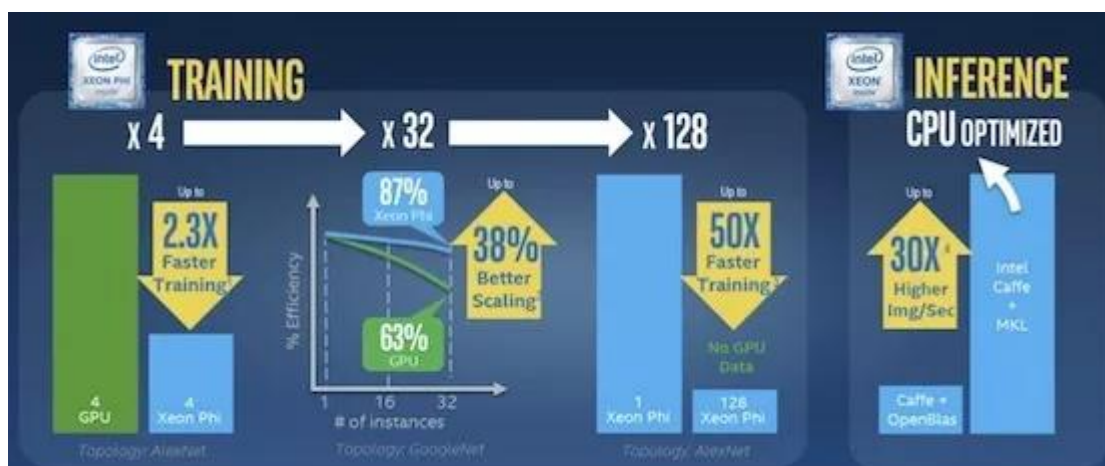 intel
XEON PHI
inside
TRAINING
x 4
x 32
x 128
Up to
2.3X
Faster
Training
4
GPU
4
Xeon Phi
Topology: AlexNet
87%
Xeon Phi
63%
GPU
% Efficiency
1
16
32
# of instances
Up to
38%
Better
Scaling
Topology: GoogleNet
Up to
50X
Faster
Training
No GPU
Data
1
Xeon Phi
128
Xeon Phi
Topology: AlexNet
intel
XEON
inside
INFERENCE
CPU OPTIMIZED
Up to
30X
Higher
Img/Sec
Caffe +
OpenBlas
Intel
Caffe
+
MKL